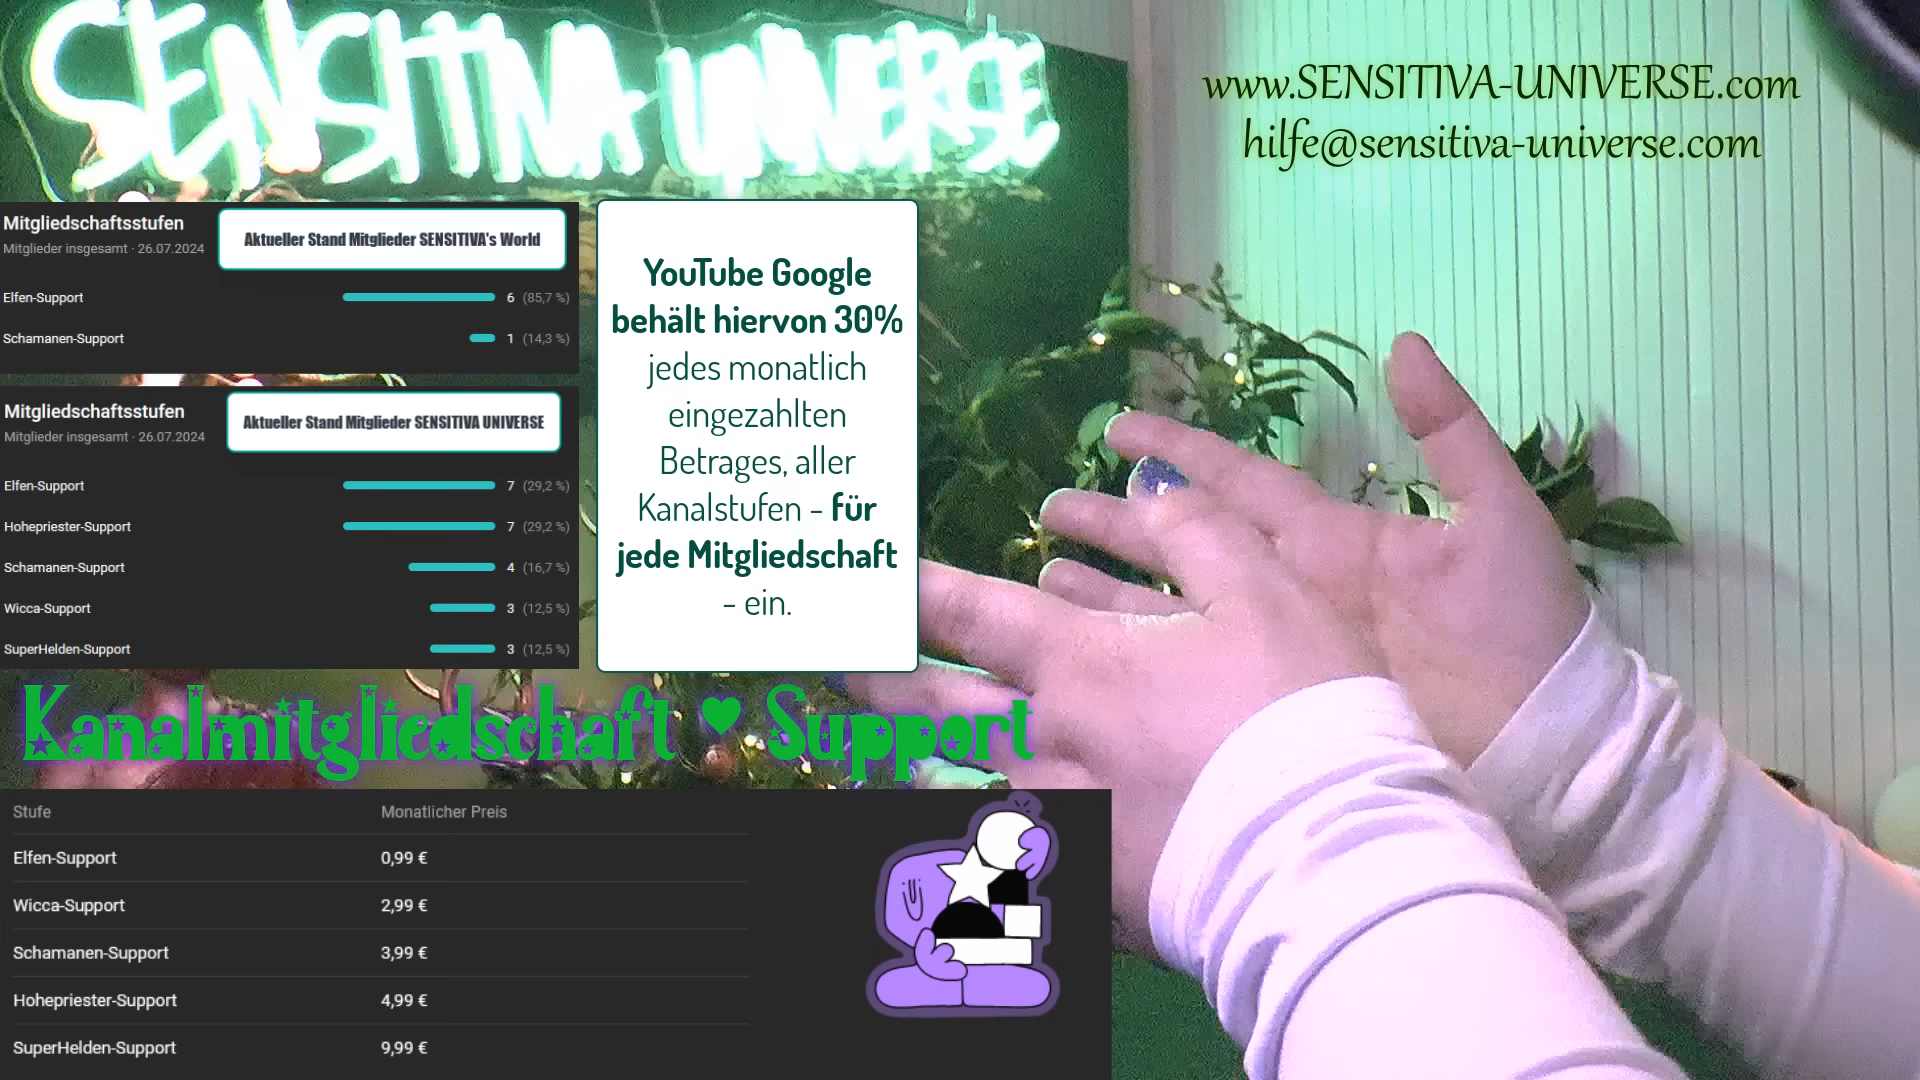 SENSITIVA UNIVERSE
www.SENSITIVA-UNIVERSE.com
hilfe@sensitiva-universe.com
Mitgliedschaftsstufen
Mitglieder insgesamt · 26.07.2024
Aktueller Stand Mitglieder SENSITIVA's World
Elfen-Support 6 (85,7 %)
Schamanen-Support 1 (14,3 %)
Mitgliedschaftsstufen
Mitglieder insgesamt · 26.07.2024
Aktueller Stand Mitglieder SENSITIVA UNIVERSE
Elfen-Support 7 (29,2 %)
Hohepriester-Support 7 (29,2 %)
Schamanen-Support 4 (16,7 %)
Wicca-Support 3 (12,5 %)
SuperHelden-Support 3 (12,5 %)
YouTube Google
behält hiervon 30%
jedes monatlich
eingezahlten
Betrages, aller
Kanalstufen - für
jede Mitgliedschaft
- ein.
Kanalmitgliedschaft ♥ Support
Stufe Monatlicher Preis
Elfen-Support 0,99 €
Wicca-Support 2,99 €
Schamanen-Support 3,99 €
Hohepriester-Support 4,99 €
SuperHelden-Support 9,99 €